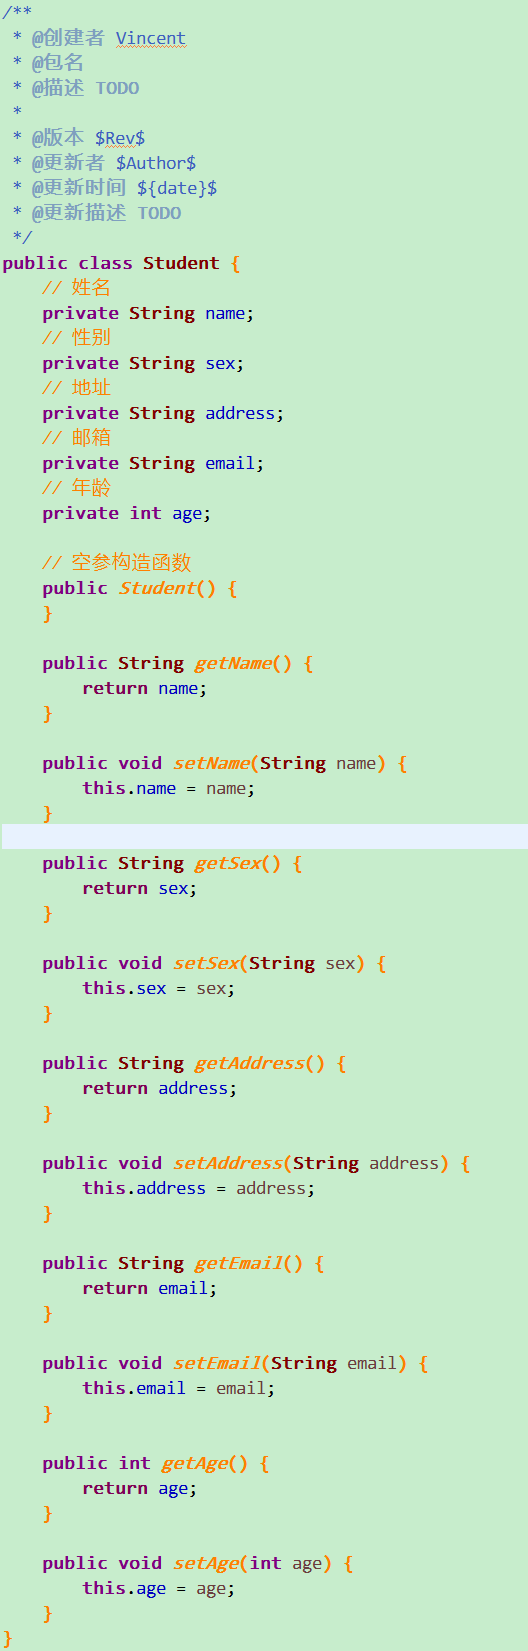 /**
 * @创建者 Vincent
 * @包名
 * @描述 TODO
 *
 * @版本 $Rev$
 * @更新者 $Author$
 * @更新时间 ${date}$
 * @更新描述 TODO
 */
public class Student {
    // 姓名
    private String name;
    // 性别
    private String sex;
    // 地址
    private String address;
    // 邮箱
    private String email;
    // 年龄
    private int age;

    // 空参构造函数
    public Student() {
    }

    public String getName() {
        return name;
    }

    public void setName(String name) {
        this.name = name;
    }

    public String getSex() {
        return sex;
    }

    public void setSex(String sex) {
        this.sex = sex;
    }

    public String getAddress() {
        return address;
    }

    public void setAddress(String address) {
        this.address = address;
    }

    public String getEmail() {
        return email;
    }

    public void setEmail(String email) {
        this.email = email;
    }

    public int getAge() {
        return age;
    }

    public void setAge(int age) {
        this.age = age;
    }
}